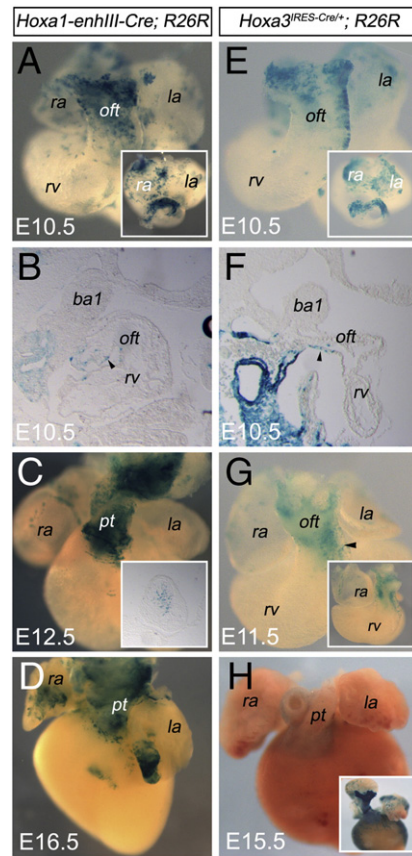 Hoxa1-enhIII-Cre; R26R
Hoxa3IRES-Cre/+; R26R
A
ra
oft
la
rv
ra
la
E10.5
E
la
oft
rv
ra
la
E10.5
B
ba1
oft
rv
E10.5
F
ba1
oft
rv
E10.5
C
pt
ra
la
E12.5
G
oft
la
ra
rv
ra
rv
E11.5
D
ra
pt
la
E16.5
H
ra
la
pt
E15.5